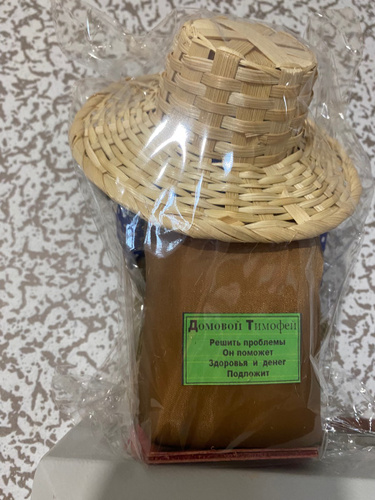 Домовой Тимофей
Решить проблемы
Он поможет
Здоровья и денег
Подложит